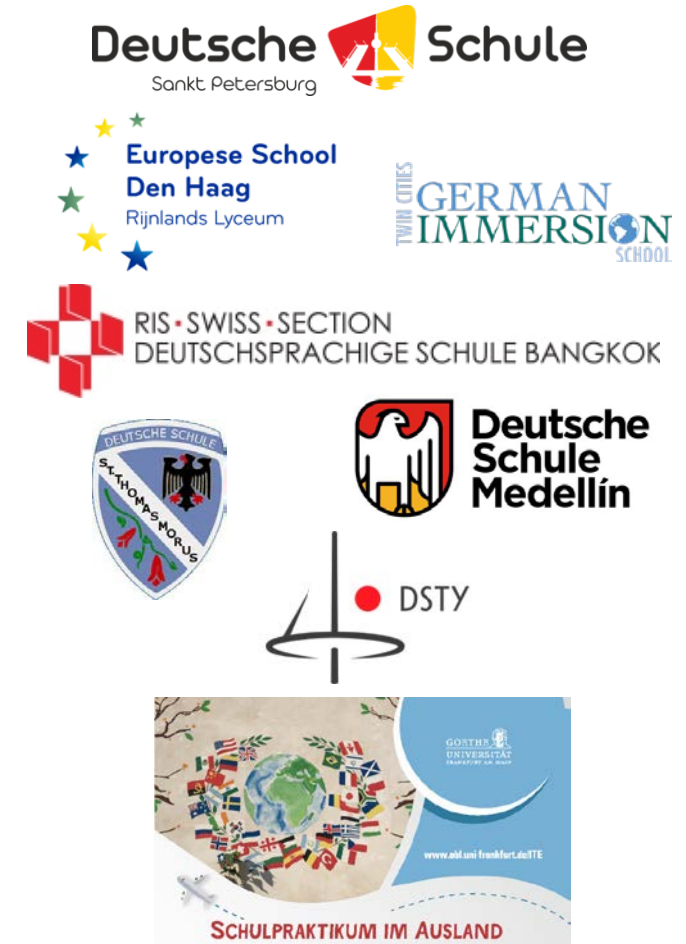 Deutsche Schule
Sankt Petersburg
Europese School
Den Haag
Rijnlands Lyceum
TWIN CITIES
GERMAN
IMMERSION
SCHOOL
RIS · SWISS · SECTION
DEUTSCHSPRACHIGE SCHULE BANGKOK
DEUTSCHE SCHULE
ST. THOMAS MORUS
Deutsche
Schule
Medellín
DSTY
GOETHE
UNIVERSITÄT
FRANKFURT AM MAIN
www.abl.uni-frankfurt.de/ITE
SCHULPRAKTIKUM IM AUSLAND